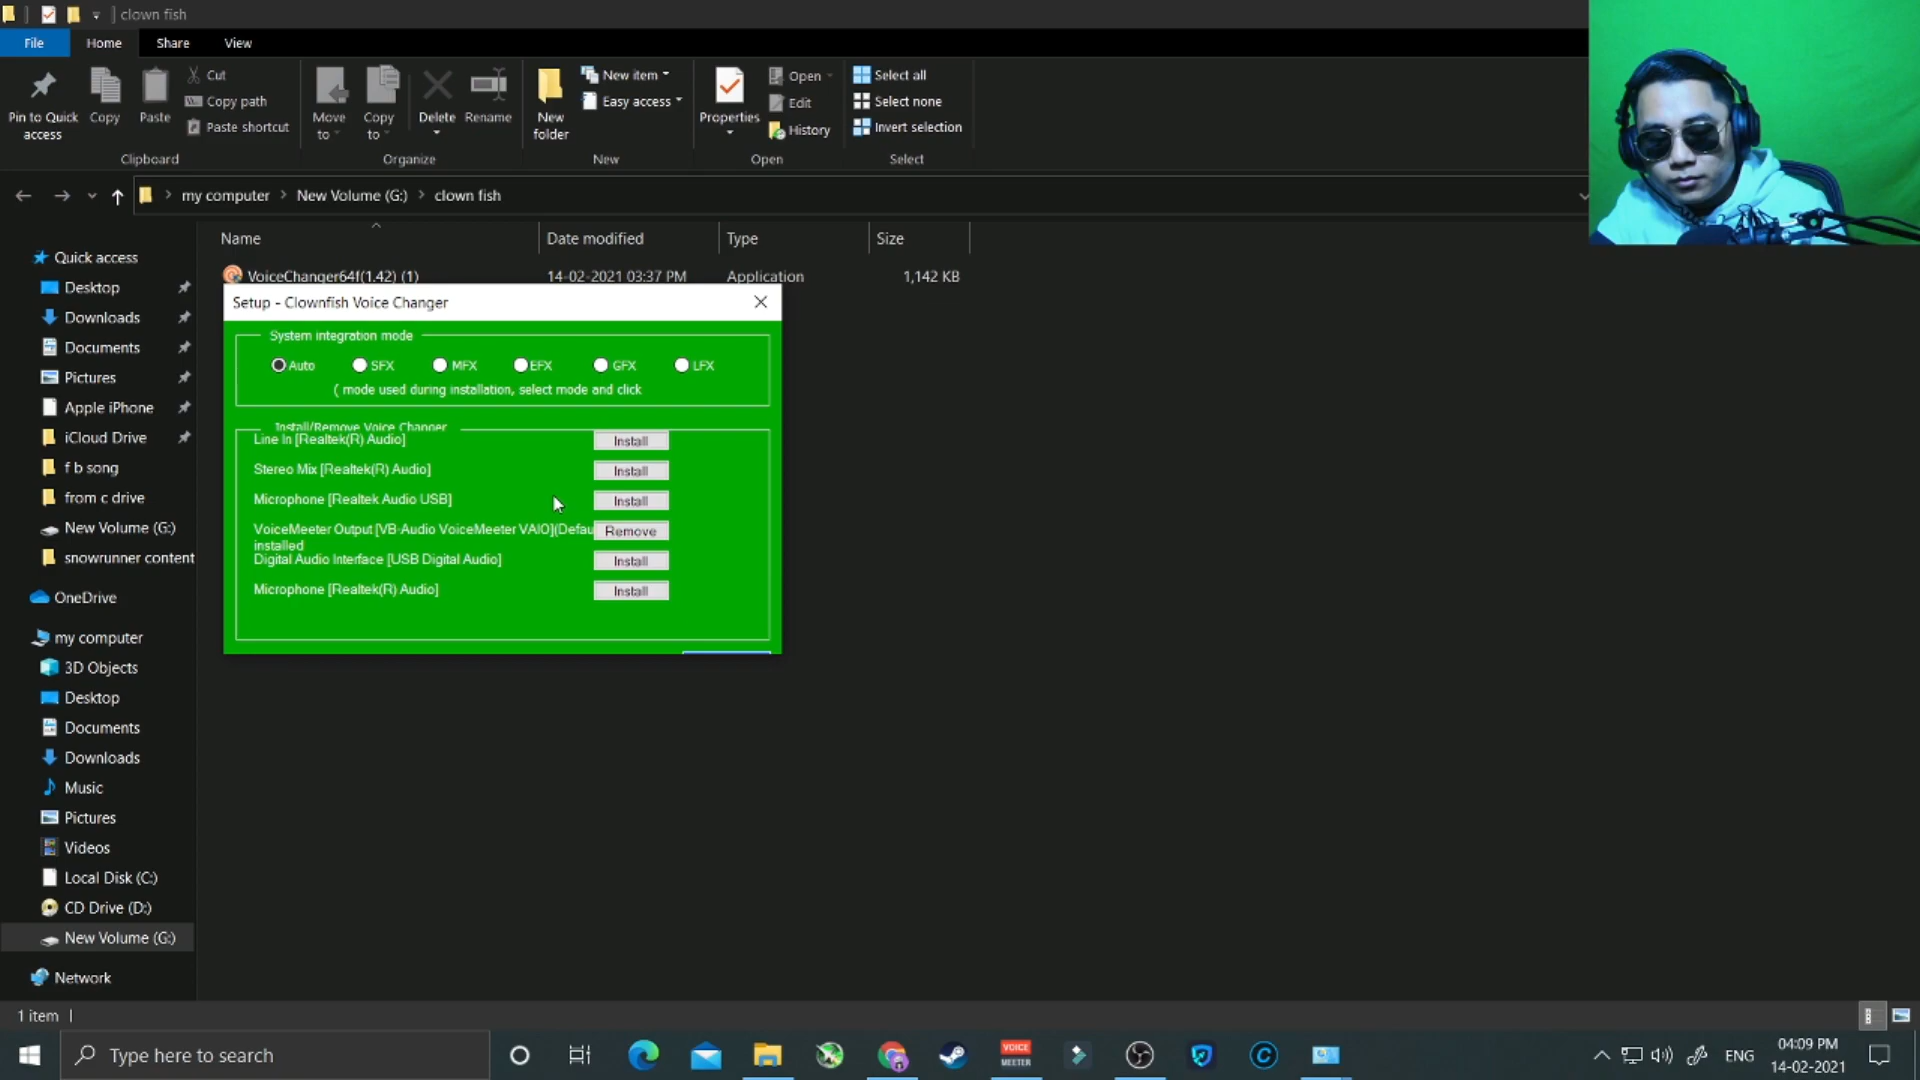 clown fish
File Home Share View
Pin to Quick access
Copy
Paste
Cut
Copy path
Paste shortcut
Clipboard
Move to
Copy to
Delete
Rename
Organize
New folder
New item
Easy access
New
Properties
Open
Edit
History
Open
Select all
Select none
Invert selection
Select
my computer New Volume (G:) clown fish
Name Date modified Type Size
VoiceChanger64f(1.42) (1) 14-02-2021 03:37 PM Application 1,142 KB
Quick access
Desktop
Downloads
Documents
Pictures
Apple iPhone
iCloud Drive
f b song
from c drive
New Volume (G:)
snowrunner content
OneDrive
my computer
3D Objects
Desktop
Documents
Downloads
Music
Pictures
Videos
Local Disk (C:)
CD Drive (D:)
New Volume (G:)
Network
Setup - Clownfish Voice Changer
System integration mode
Auto SFX MFX EFX GFX LFX
( mode used during installation, select mode and click
Install/Remove Voice Changer
Line In [Realtek(R) Audio] Install
Stereo Mix [Realtek(R) Audio] Install
Microphone [Realtek Audio USB] Install
VoiceMeeter Output [VB-Audio VoiceMeeter VAIO](Defau Remove
installed
Digital Audio Interface [USB Digital Audio] Install
Microphone [Realtek(R) Audio] Install
1 item
Type here to search
VOICE
MEETER
ENG
04:09 PM
14-02-2021